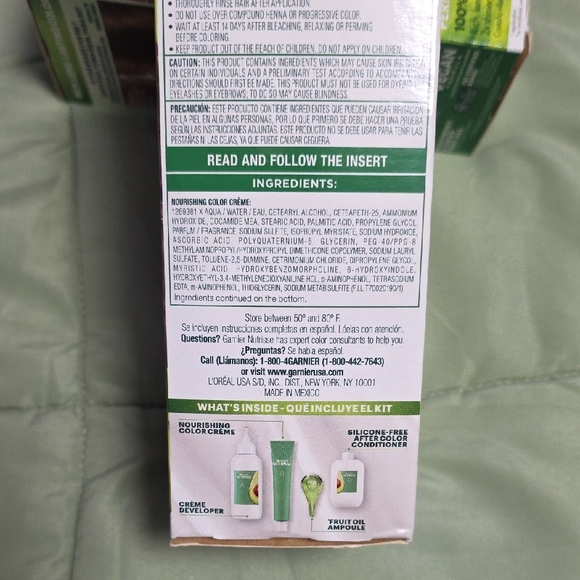 • THOROUGHLY RINSE HAIR AFTER APPLICATION.
• DO NOT USE OVER COMPOUND HENNA OR PROGRESSIVE COLOR.
• WAIT AT LEAST 14 DAYS AFTER BLEACHING, RELAXING OR PERMING
BEFORE COLORING.
• KEEP PRODUCT OUT OF THE REACH OF CHILDREN. DO NOT APPLY ON CHILDREN.
CAUTION: THIS PRODUCT CONTAINS INGREDIENTS WHICH MAY CAUSE SKIN IRRITATION
ON CERTAIN INDIVIDUALS AND A PRELIMINARY TEST ACCORDING TO ACCOMPANYING
DIRECTIONS SHOULD FIRST BE MADE. THIS PRODUCT MUST NOT BE USED FOR DYEING
EYELASHES OR EYEBROWS; TO DO SO MAY CAUSE BLINDNESS.
PRECAUCIÓN: ESTE PRODUCTO CONTIENE INGREDIENTES QUE PUEDEN CAUSAR IRRITACIÓN
DE LA PIEL EN ALGUNAS PERSONAS, POR LO QUE PRIMERO SE DEBE HACER UNA PRUEBA
SEGÚN LAS INSTRUCCIONES ADJUNTAS. ESTE PRODUCTO NO SE DEBE USAR PARA TEÑIR LAS
PESTAÑAS NI LAS CEJAS, YA QUE PUEDE CAUSAR CEGUERA.
READ AND FOLLOW THE INSERT
INGREDIENTS:
NOURISHING COLOR CRÈME:
1269381 X AQUA / WATER / EAU, CETEARYL ALCOHOL, CETEARETH-25, AMMONIUM
HYDROXIDE, COCAMIDE MEA, STEARIC ACID, PALMITIC ACID, PROPYLENE GLYCOL,
PARFUM / FRAGRANCE, SODIUM SULFITE, ISOPROPYL MYRISTATE, SODIUM HYDROXIDE,
ASCORBIC ACID, POLYQUATERNIUM-6, GLYCERIN, PEG-40/PPG-8
METHYLAMINOPROPYL/HYDROXYPROPYL DIMETHICONE COPOLYMER, SODIUM LAURYL
SULFATE, TOLUENE-2,5-DIAMINE, CETRIMONIUM CHLORIDE, DIPROPYLENE GLYCOL,
MYRISTIC ACID, HYDROXYBENZOMORPHOLINE, 6-HYDROXYINDOLE,
HYDROXYETHYL-3,4-METHYLENEDIOXYANILINE HCL, p-AMINOPHENOL, TETRASODIUM
EDTA, m-AMINOPHENOL, THIOGLYCERIN, SODIUM METABISULFITE (F.I.L T70020190/1)
Ingredients continued on the bottom.
Store between 50° and 80° F.
Se incluyen instrucciones completas en español. Léelas con atención.
Questions? Garnier Nutrisse has expert color consultants to help you.
¿Preguntas? Se habla español.
Call (Llámanos): 1-800-4GARNIER (1-800-442-7643)
or visit www.garnierusa.com
L'ORÉAL USA S/D, INC. DIST., NEW YORK, NY 10001
MADE IN MEXICO
WHAT'S INSIDE - QUÉ INCLUYE EL KIT
NOURISHING
COLOR CRÈME
SILICONE-FREE
AFTER COLOR
CONDITIONER
CRÈME
DEVELOPER
FRUIT OIL
AMPOULE
100%